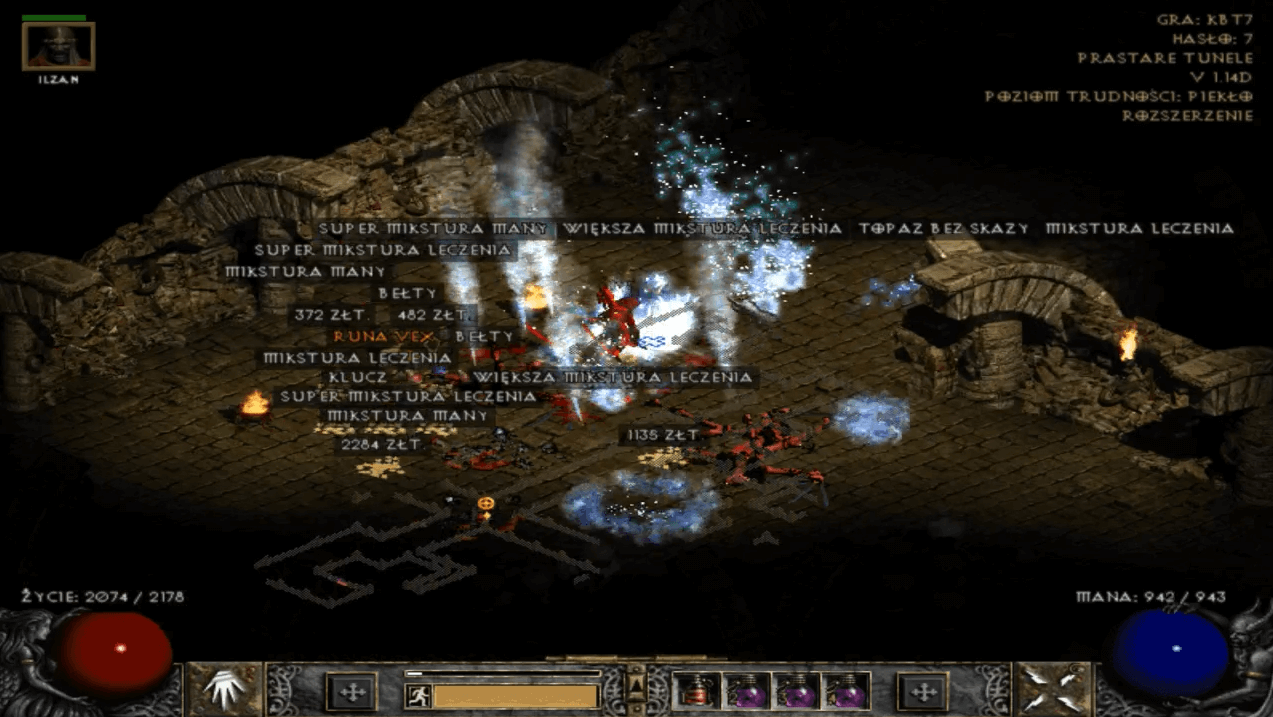 ILZAN
GRA: KBT7
HASŁO: 7
PRASTARE TUNELE
V 1.14D
POZIOM TRUDNOŚCI: PIEKŁO
ROZSZERZENIE
SUPER MIKSTURA MANY WIĘKSZA MIKSTURA LECZENIA TOPAZ BEZ SKAZY MIKSTURA LECZENIA
SUPER MIKSTURA LECZENIA
MIKSTURA MANY
BEŁTY
372 ZŁT. 482 ZŁT.
RUNA VEX BEŁTY
MIKSTURA LECZENIA
KLUCZ WIĘKSZA MIKSTURA LECZENIA
SUPER MIKSTURA LECZENIA
MIKSTURA MANY
2284 ZŁT. 1135 ZŁT.
ŻYCIE: 2074 / 2178 MANA: 942 / 943